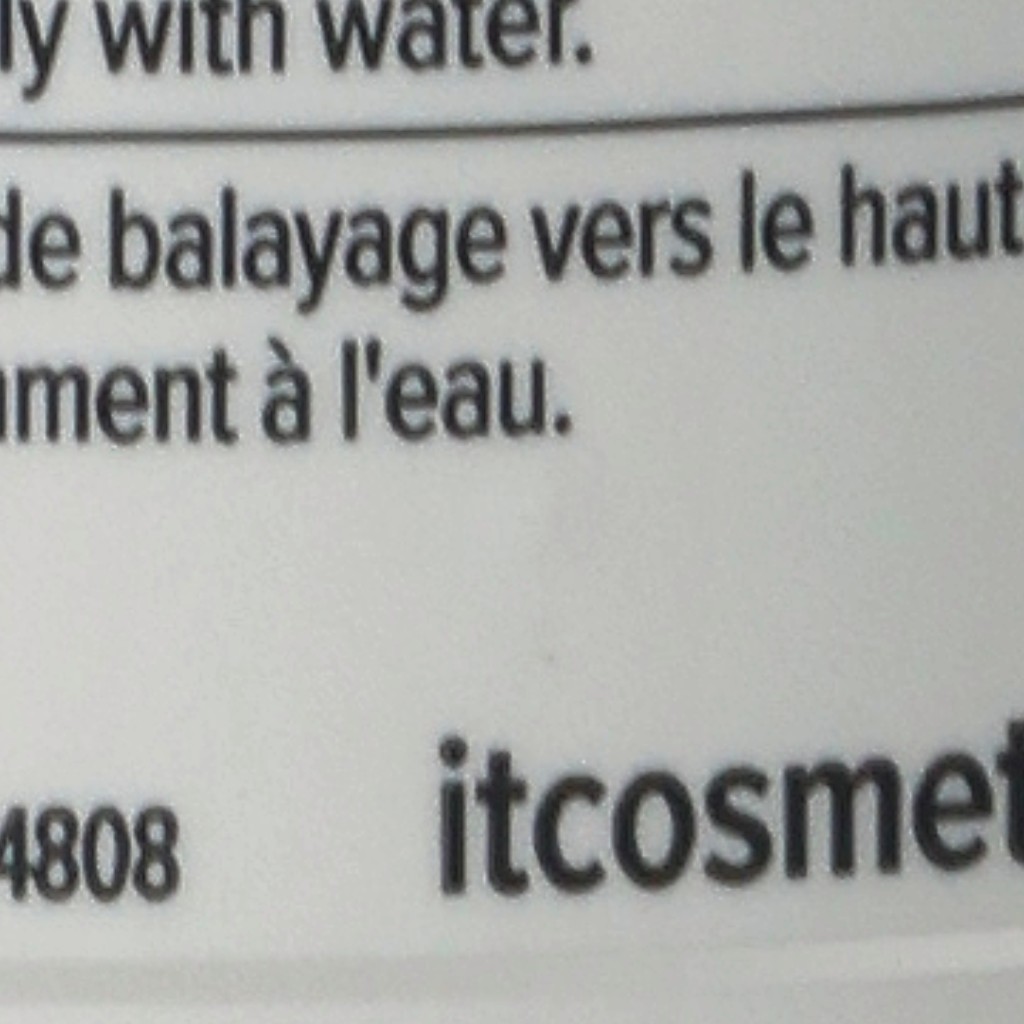 ly with water.
de balayage vers le haut
ment à l'eau.
4808 itcosmet